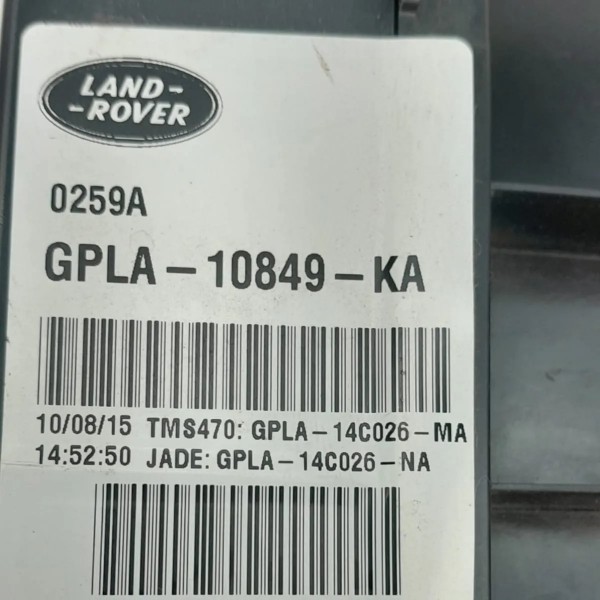 LAND-
-ROVER
0259A
GPLA-10849-KA
10/08/15 TMS470: GPLA-14C026-MA
14:52:50 JADE: GPLA-14C026-NA